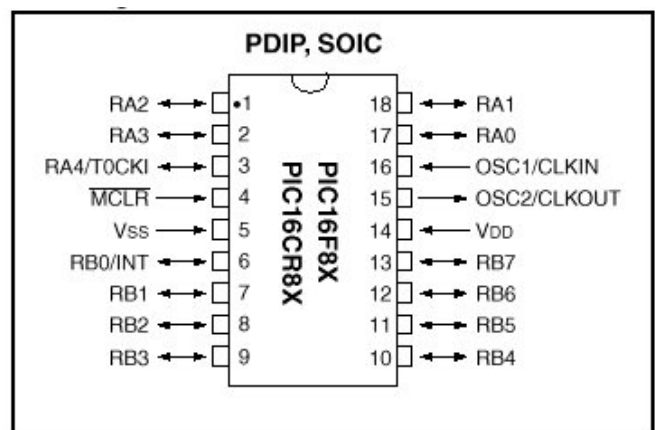 PDIP, SOIC
RA2 •1 18 RA1
RA3 2 17 RA0
RA4/T0CKI 3 16 OSC1/CLKIN
MCLR 4 15 OSC2/CLKOUT
Vss 5 14 VDD
RB0/INT 6 13 RB7
RB1 7 12 RB6
RB2 8 11 RB5
RB3 9 10 RB4
PIC16F8X
PIC16CR8X